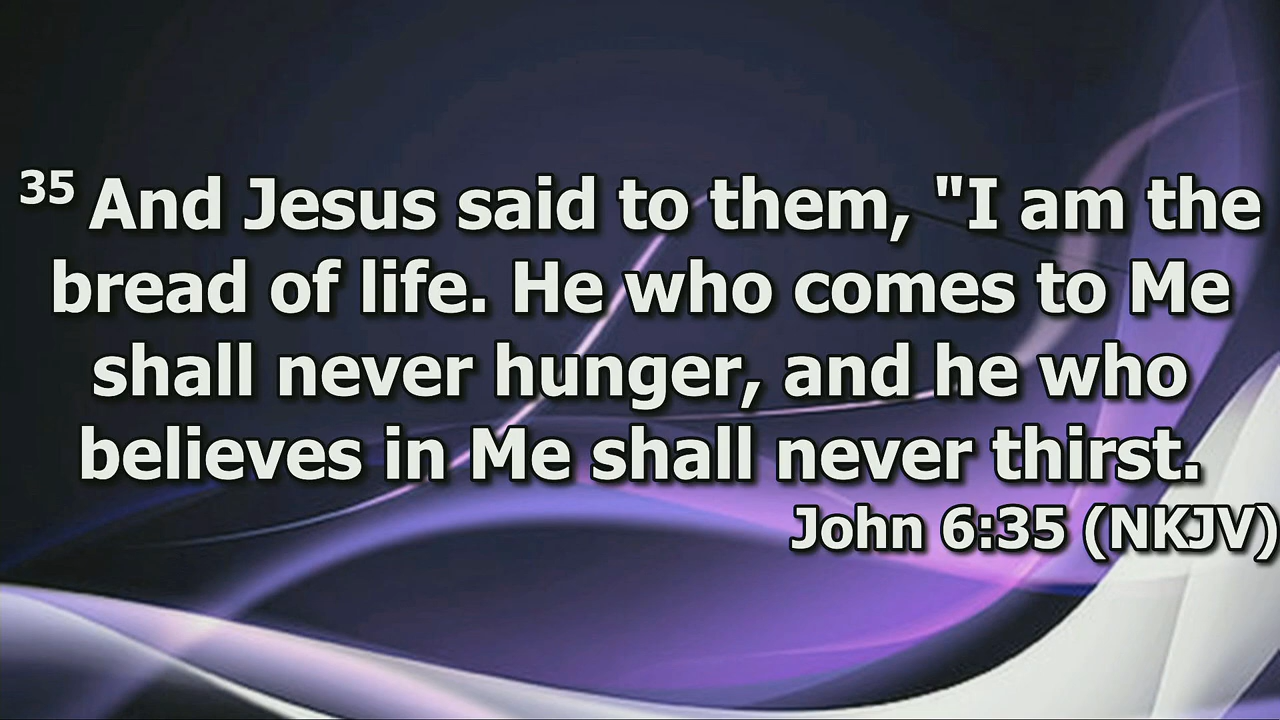 35 And Jesus said to them, "I am the
bread of life. He who comes to Me
shall never hunger, and he who
believes in Me shall never thirst.
John 6:35 (NKJV)